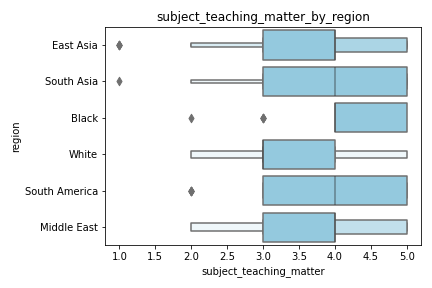 subject_teaching_matter_by_region
East Asia
South Asia
Black
White
South America
Middle East
region
1.0 1.5 2.0 2.5 3.0 3.5 4.0 4.5 5.0
subject_teaching_matter